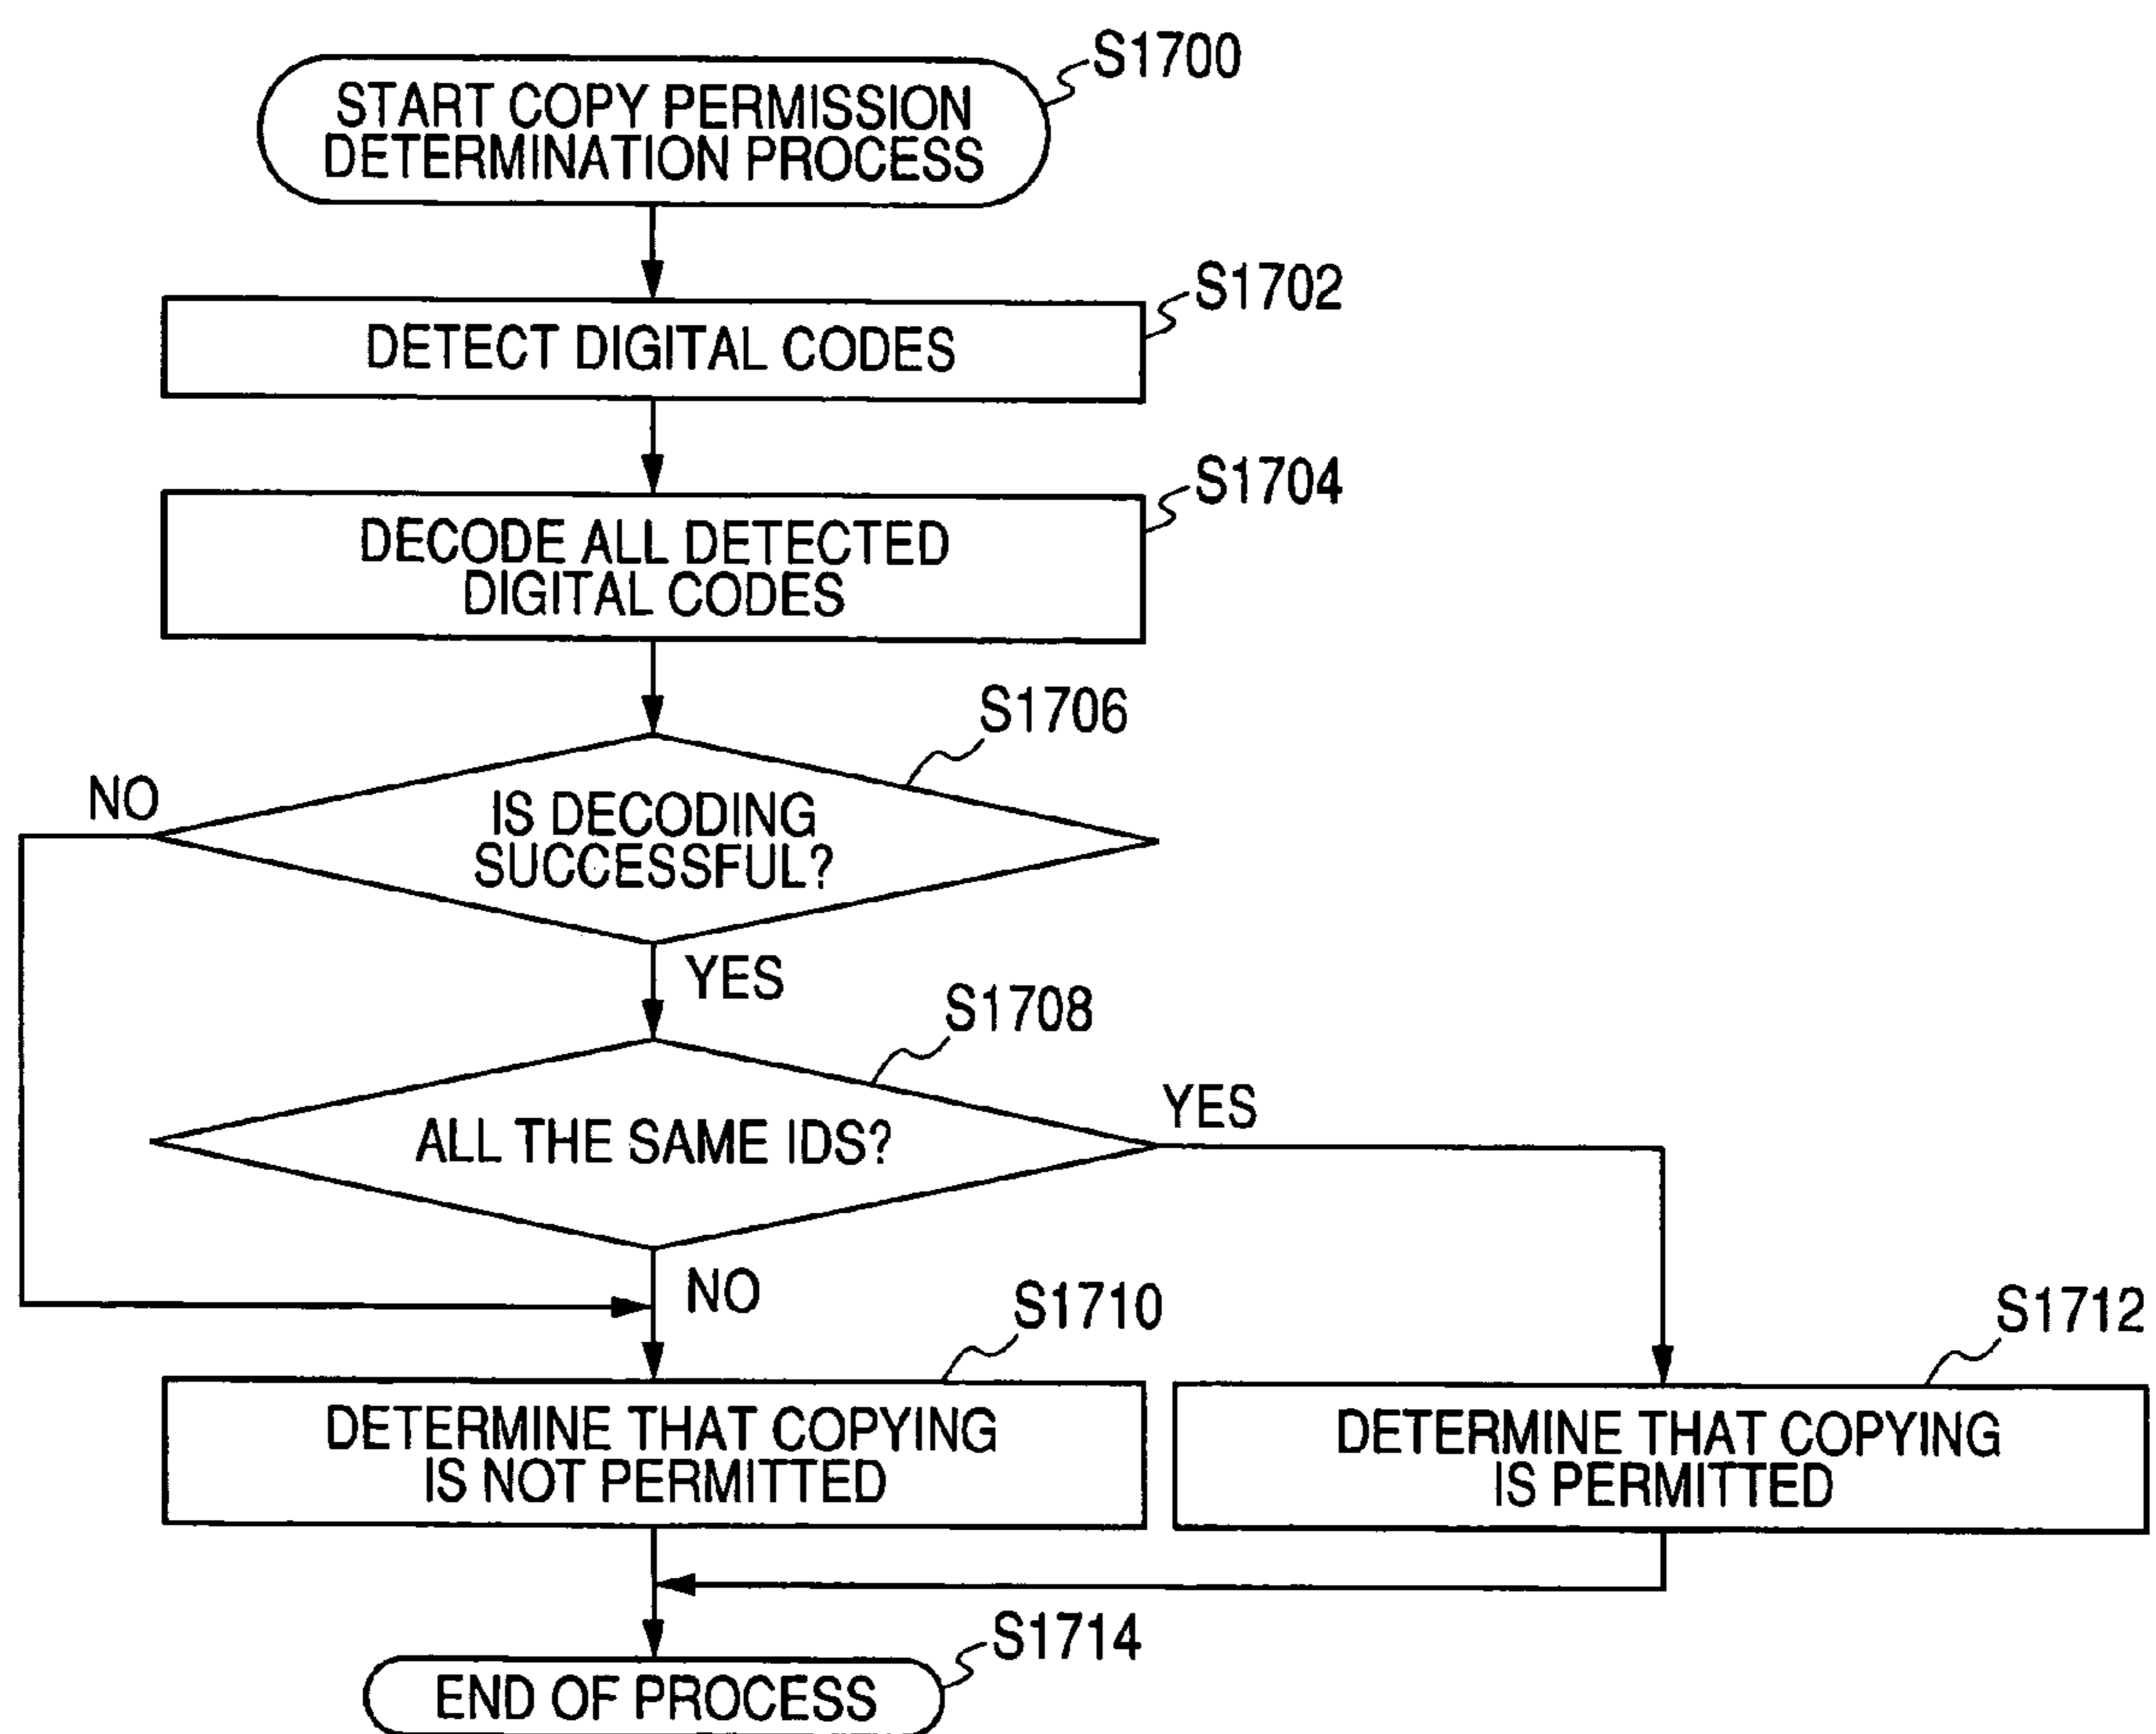 S1700
START COPY PERMISSION
DETERMINATION PROCESS
S1702
DETECT DIGITAL CODES
S1704
DECODE ALL DETECTED
DIGITAL CODES
S1706
NO
IS DECODING
SUCCESSFUL?
YES
S1708
YES
ALL THE SAME IDS?
NO
S1710
S1712
DETERMINE THAT COPYING
IS NOT PERMITTED
DETERMINE THAT COPYING
IS PERMITTED
S1714
END OF PROCESS